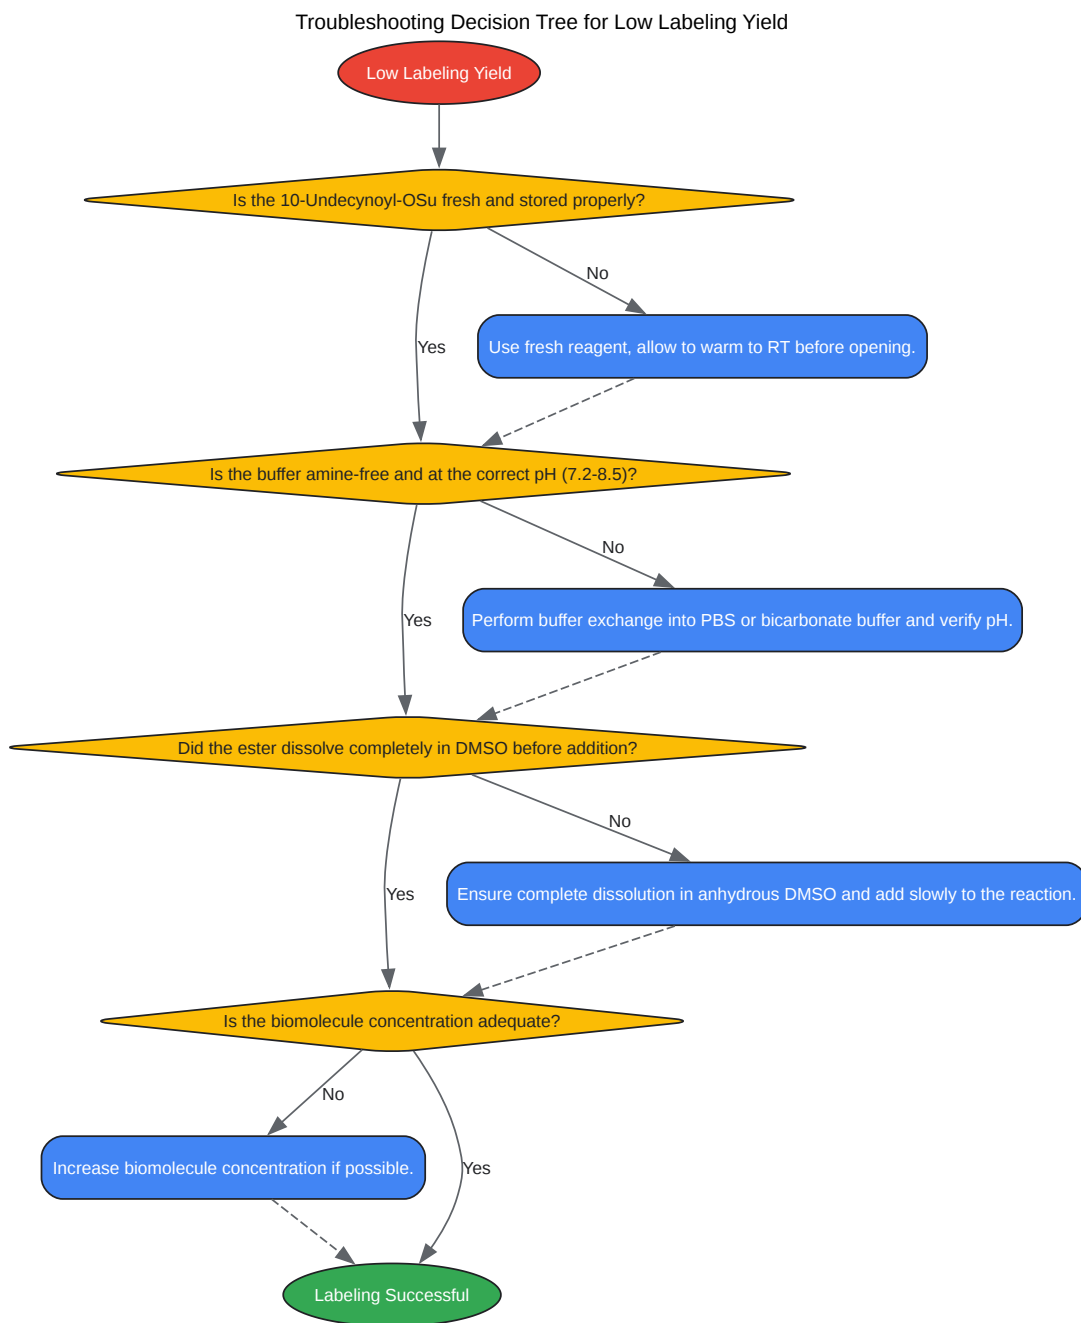 Troubleshooting Decision Tree for Low Labeling Yield
Low Labeling Yield
Is the 10-Undecynoyl-OSu fresh and stored properly?
No
Yes
Use fresh reagent, allow to warm to RT before opening.
Is the buffer amine-free and at the correct pH (7.2-8.5)?
No
Yes
Perform buffer exchange into PBS or bicarbonate buffer and verify pH.
Did the ester dissolve completely in DMSO before addition?
No
Yes
Ensure complete dissolution in anhydrous DMSO and add slowly to the reaction.
Is the biomolecule concentration adequate?
No
Increase biomolecule concentration if possible.
Yes
Labeling Successful